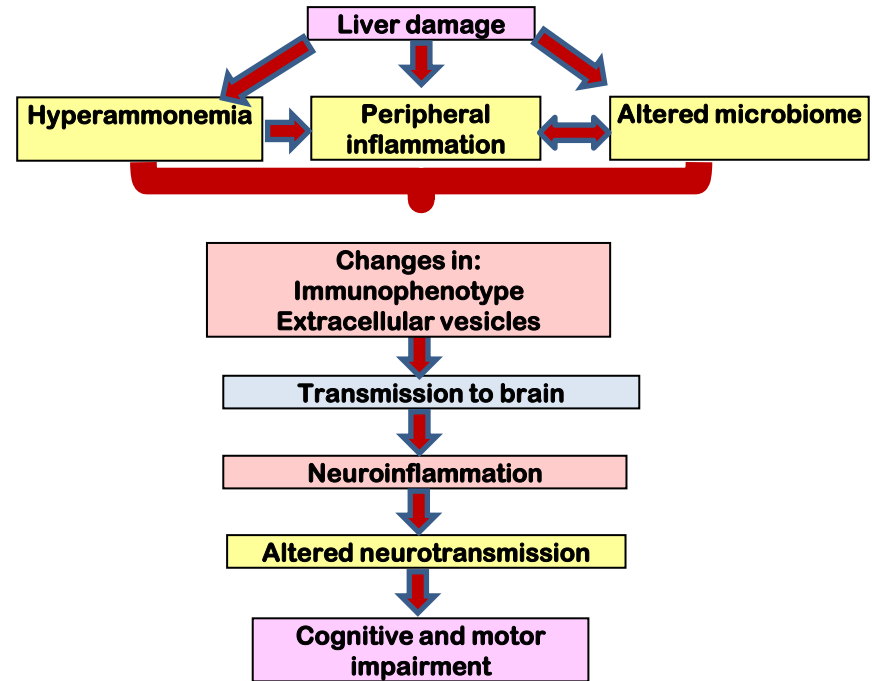 Liver damage
Hyperammonemia
Peripheral
inflammation
Altered microbiome
Changes in:
Immunophenotype
Extracellular vesicles
Transmission to brain
Neuroinflammation
Altered neurotransmission
Cognitive and motor
impairment